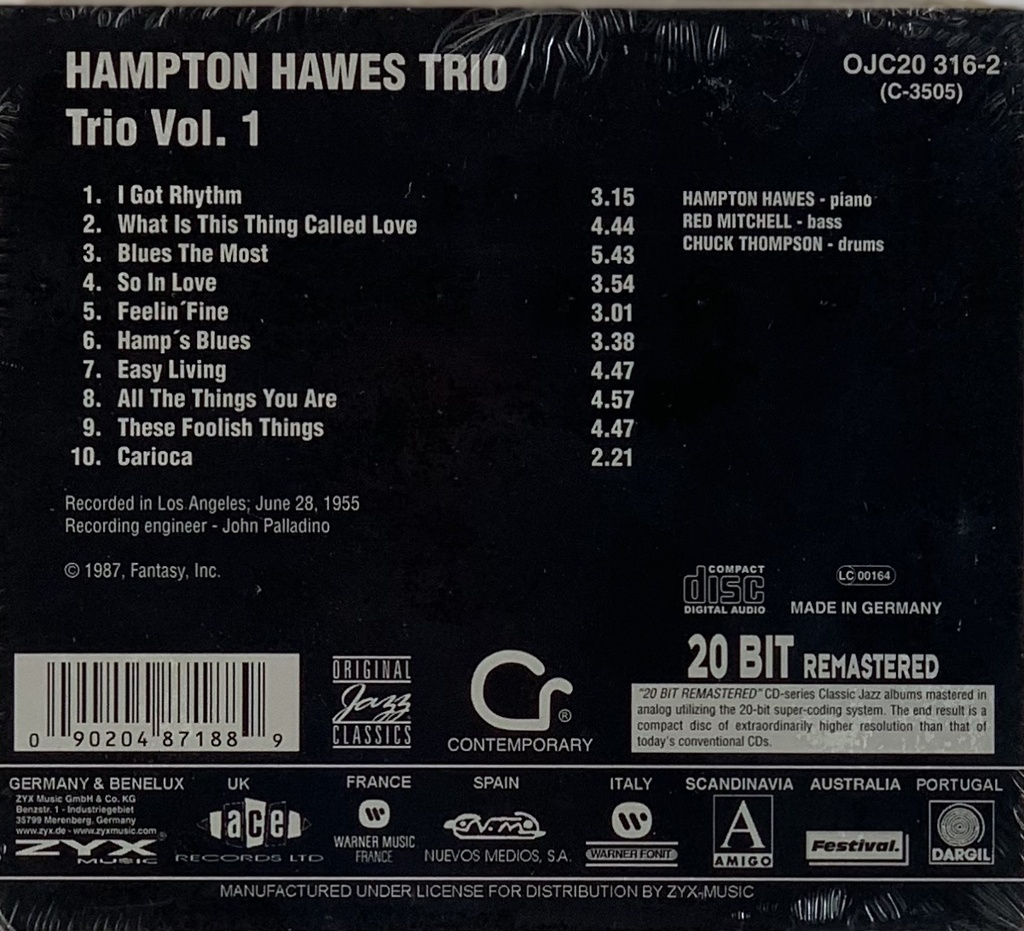 HAMPTON HAWES TRIO
Trio Vol. 1
OJC20 316-2
(C-3505)
1. I Got Rhythm 3.15
2. What Is This Thing Called Love 4.44
3. Blues The Most 5.43
4. So In Love 3.54
5. Feelin´Fine 3.01
6. Hamp´s Blues 3.38
7. Easy Living 4.47
8. All The Things You Are 4.57
9. These Foolish Things 4.47
10. Carioca 2.21
HAMPTON HAWES - piano
RED MITCHELL - bass
CHUCK THOMPSON - drums
Recorded in Los Angeles; June 28, 1955
Recording engineer - John Palladino
© 1987, Fantasy, Inc.
COMPACT
disc
DIGITAL AUDIO
LC 00164
MADE IN GERMANY
20 BIT REMASTERED
"20 BIT REMASTERED" CD-series Classic Jazz albums mastered in
analog utilizing the 20-bit super-coding system. The end result is a
compact disc of extraordinarily higher resolution than that of
today's conventional CDs.
0 90204 87188 9
ORIGINAL
Jazz
CLASSICS
Cr®
CONTEMPORARY
GERMANY & BENELUX
ZYX Music GmbH & Co. KG
Benzstr. 1 - Industriegebiet
35799 Merenberg, Germany
www.zyx.de - www.zyxmusic.com
ZYX®
MUSIC
UK
ace
RECORDS LTD
FRANCE
WARNER MUSIC
FRANCE
SPAIN
N.M.
NUEVOS MEDIOS, S.A.
ITALY
WARNER FONIT
SCANDINAVIA
A
AMIGO
AUSTRALIA
Festival.
PORTUGAL
DARGIL
MANUFACTURED UNDER LICENSE FOR DISTRIBUTION BY ZYX-MUSIC